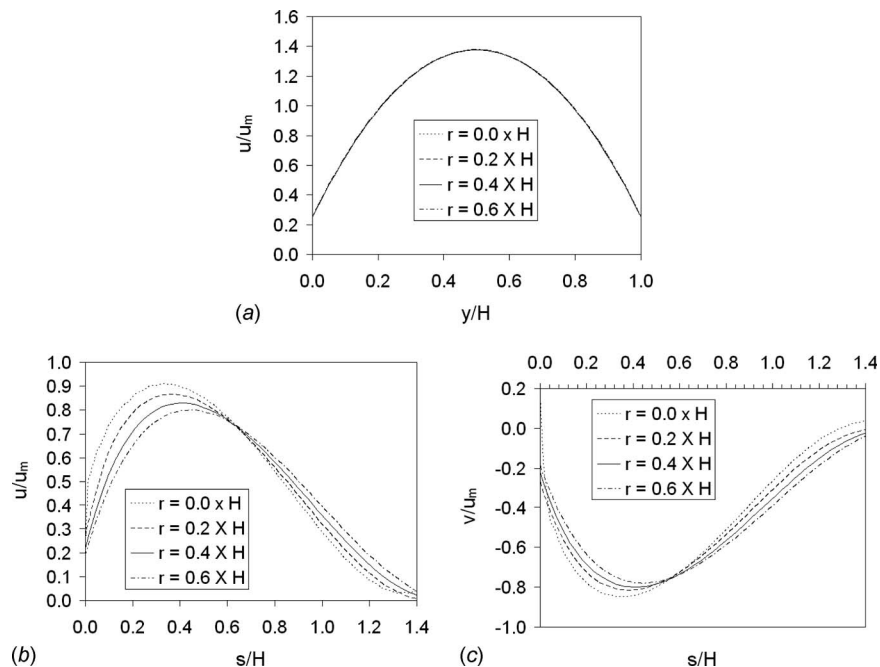 1.6
1.4
1.2
1.0
0.8
0.6
0.4
0.2
0.0
u/um
r = 0.0 x H
r = 0.2 X H
r = 0.4 X H
r = 0.6 X H
0.0 0.2 0.4 0.6 0.8 1.0
(a) y/H
1.0
0.9
0.8
0.7
0.6
0.5
0.4
0.3
0.2
0.1
0.0
u/um
r = 0.0 x H
r = 0.2 X H
r = 0.4 X H
r = 0.6 X H
0.0 0.2 0.4 0.6 0.8 1.0 1.2 1.4
(b) s/H
0.0 0.2 0.4 0.6 0.8 1.0 1.2 1.4
0.2
0.0
-0.2
-0.4
-0.6
-0.8
-1.0
v/um
r = 0.0 x H
r = 0.2 X H
r = 0.4 X H
r = 0.6 X H
(c) s/H